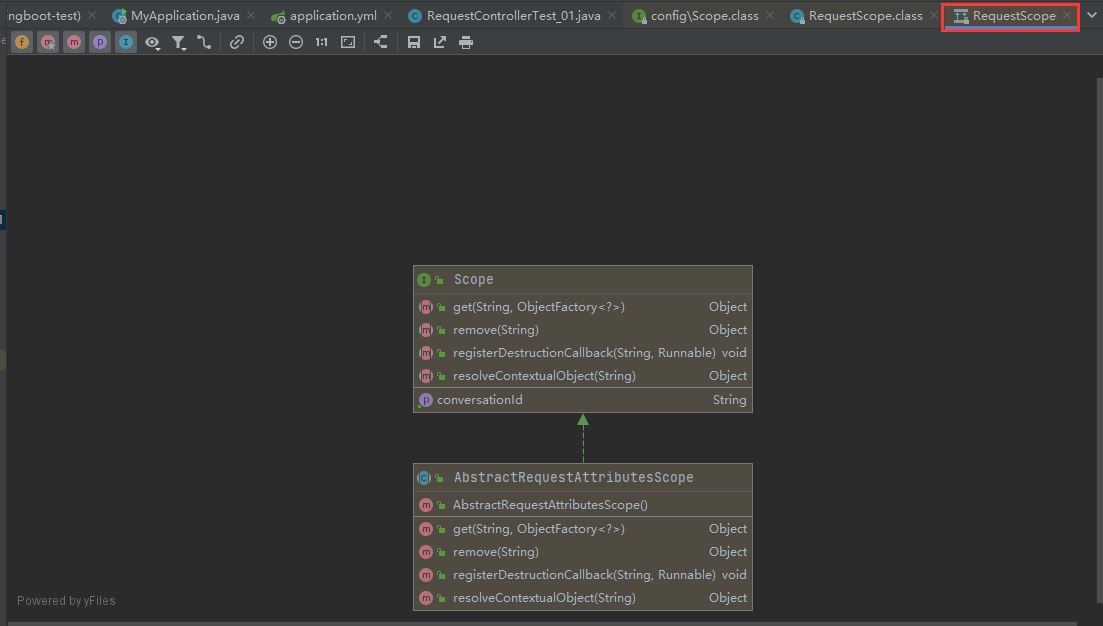 ngboot-test) MyApplication.java application.yml RequestControllerTest_01.java config\Scope.class RequestScope.class RequestScope
f m m p I 1:1
I Scope
m get(String, ObjectFactory<?>) Object
m remove(String) Object
m registerDestructionCallback(String, Runnable) void
m resolveContextualObject(String) Object
p conversationId String
C AbstractRequestAttributesScope
m AbstractRequestAttributesScope()
m get(String, ObjectFactory<?>) Object
m remove(String) Object
m registerDestructionCallback(String, Runnable) void
m resolveContextualObject(String) Object
Powered by yFiles